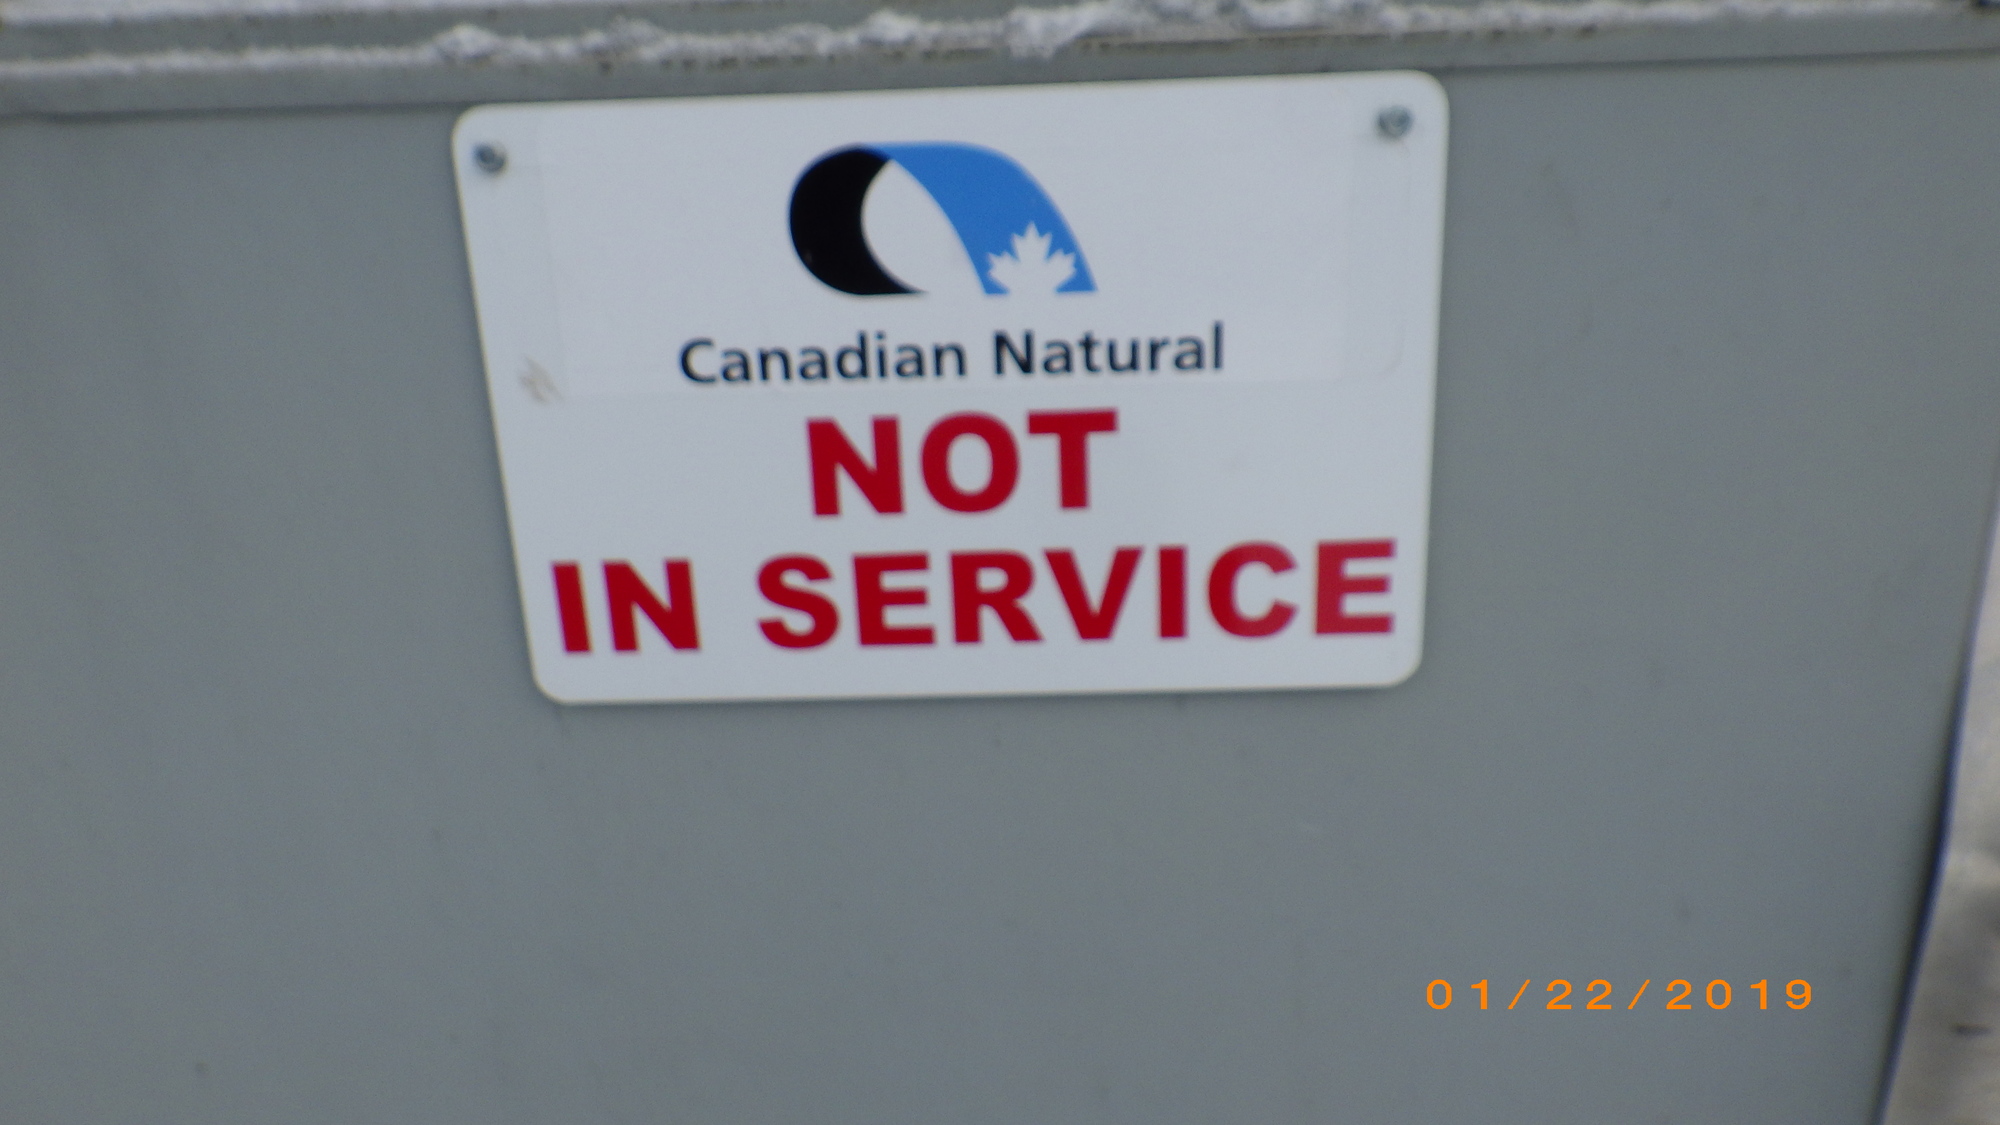 Canadian Natural
NOT
IN SERVICE
01/22/2019